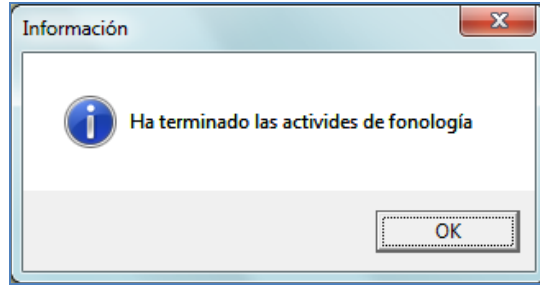 Información
Ha terminado las activides de fonología
OK